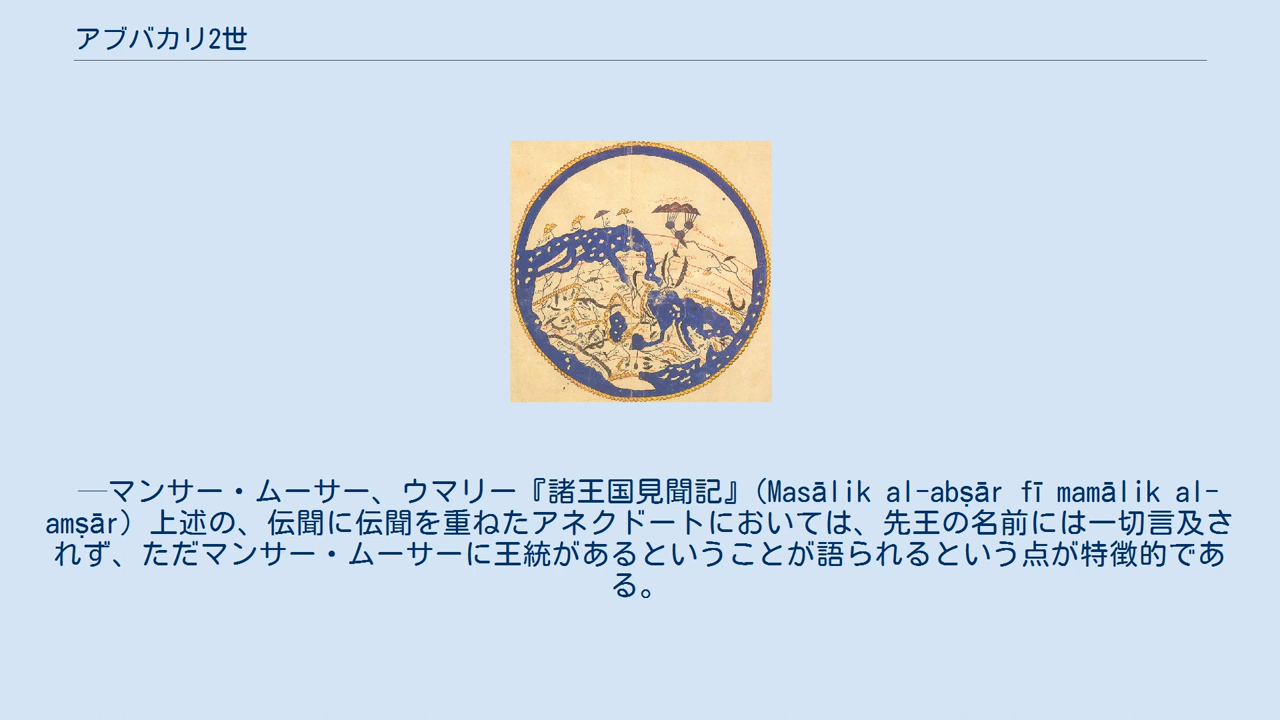 アブバカリ2世
―マンサー・ムーサー、ウマリー『諸王国見聞記』(Masālik al-abṣār fī mamālik al-
amṣār) 上述の、伝聞に伝聞を重ねたアネクドートにおいては、先王の名前には一切言及さ
れず、ただマンサー・ムーサーに王統があるということが語られるという点が特徴的であ
る。